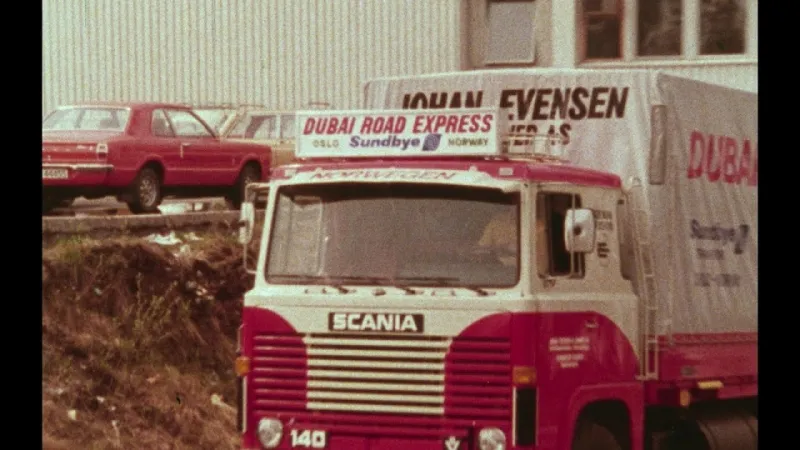 JOHAN EVENSEN
DUBAI ROAD EXPRESS
OSLO Sundbye NORWAY
NORWEGEN
DUBAI
Sundbye
SCANIA
140